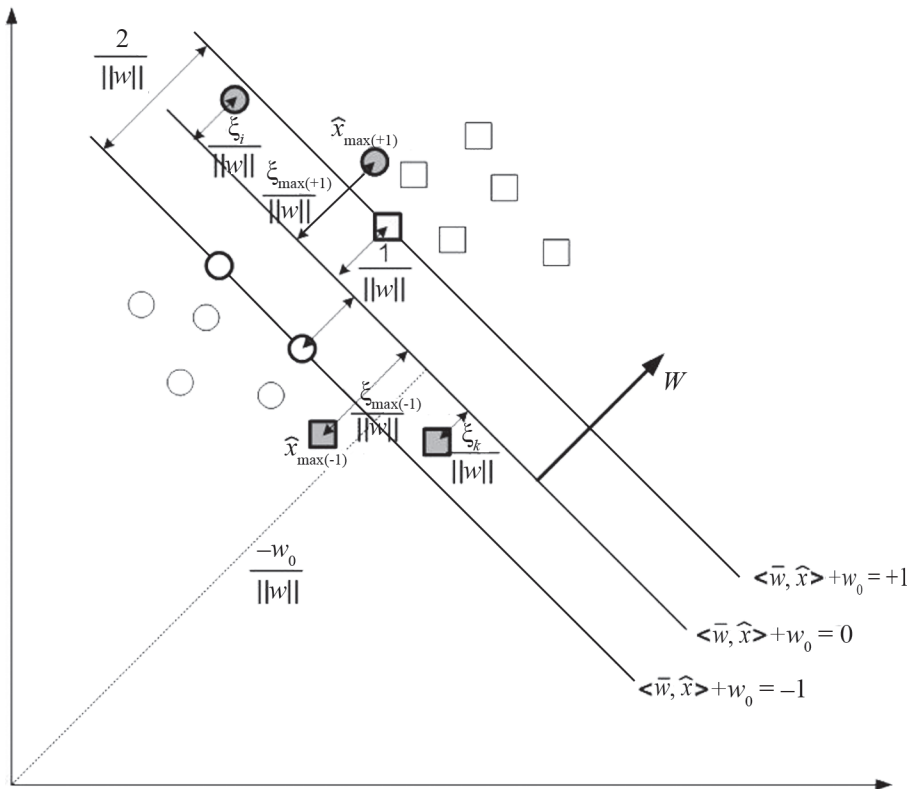 2
||w||
ξi
||w||
x̂max(+1)
ξmax(+1)
||w||
1
||w||
ξmax(-1)
||w||
x̂max(-1)
ξk
||w||
W
–w0
||w||
<w̄, x̂> +w0 = +1
<w̄, x̂> +w0 = 0
<w̄, x̂> +w0 = –1